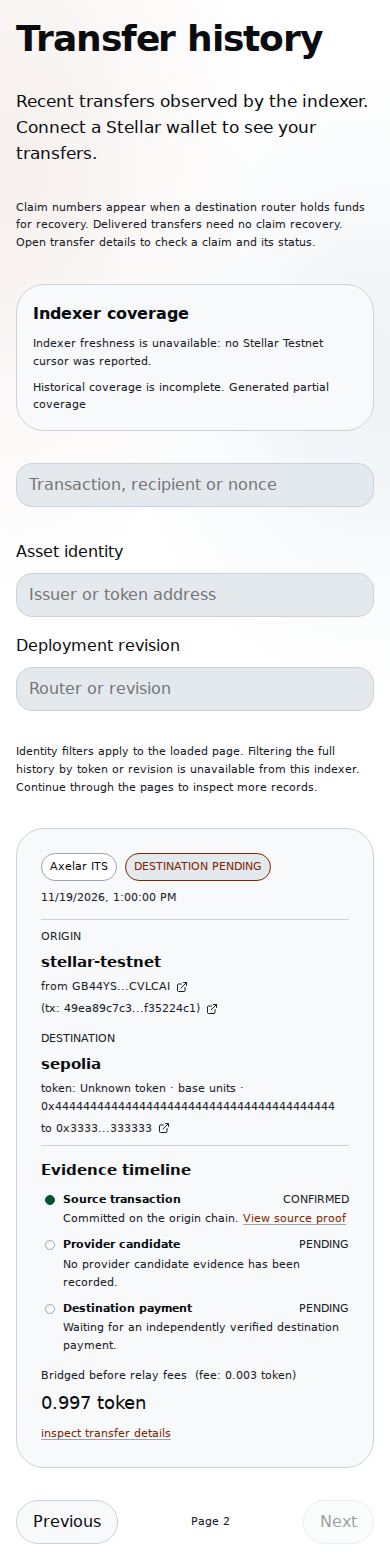 Transfer history
Recent transfers observed by the indexer.
Connect a Stellar wallet to see your
transfers.
Claim numbers appear when a destination router holds funds
for recovery. Delivered transfers need no claim recovery.
Open transfer details to check a claim and its status.
Indexer coverage
Indexer freshness is unavailable: no Stellar Testnet
cursor was reported.
Historical coverage is incomplete. Generated partial
coverage
Transaction, recipient or nonce
Asset identity
Issuer or token address
Deployment revision
Router or revision
Identity filters apply to the loaded page. Filtering the full
history by token or revision is unavailable from this indexer.
Continue through the pages to inspect more records.
Axelar ITS DESTINATION PENDING
11/19/2026, 1:00:00 PM
ORIGIN
stellar-testnet
from GB44YS...CVLCAI
(tx: 49ea89c7c3...f35224c1)
DESTINATION
sepolia
token: Unknown token · base units ·
0x4444444444444444444444444444444444444444
to 0x3333...333333
Evidence timeline
Source transaction CONFIRMED
Committed on the origin chain. View source proof
Provider candidate PENDING
No provider candidate evidence has been
recorded.
Destination payment PENDING
Waiting for an independently verified destination
payment.
Bridged before relay fees (fee: 0.003 token)
0.997 token
inspect transfer details
Previous Page 2 Next